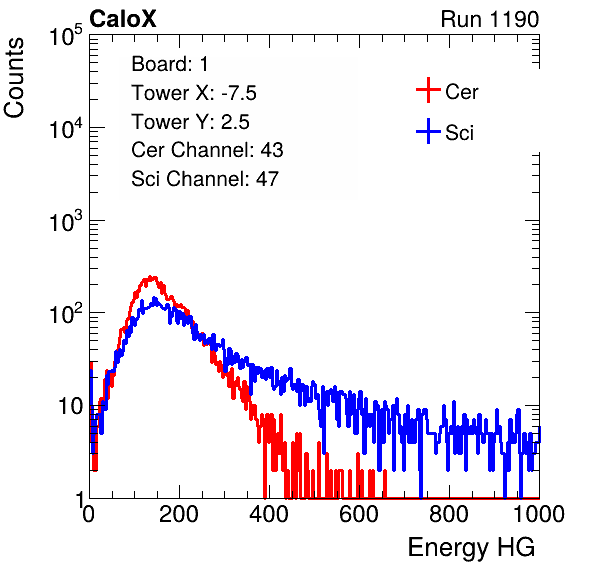 CaloX Run 1190
Counts
Board: 1
Tower X: -7.5
Tower Y: 2.5
Cer Channel: 43
Sci Channel: 47
Cer
Sci
10^5
10^4
10^3
10^2
10
1
0 200 400 600 800 1000
Energy HG